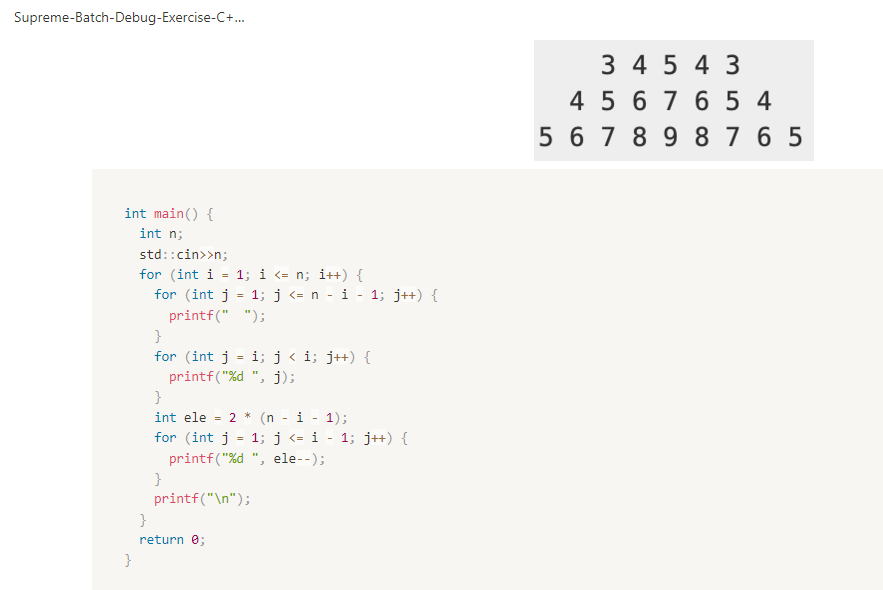 Supreme-Batch-Debug-Exercise-C+...
3 4 5 4 3
4 5 6 7 6 5 4
5 6 7 8 9 8 7 6 5
int main() {
  int n;
  std::cin>>n;
  for (int i = 1; i <= n; i++) {
    for (int j = 1; j <= n - i - 1; j++) {
      printf("  ");
    }
    for (int j = i; j < i; j++) {
      printf("%d ", j);
    }
    int ele = 2 * (n - i - 1);
    for (int j = 1; j <= i - 1; j++) {
      printf("%d ", ele--);
    }
    printf("\n");
  }
  return 0;
}